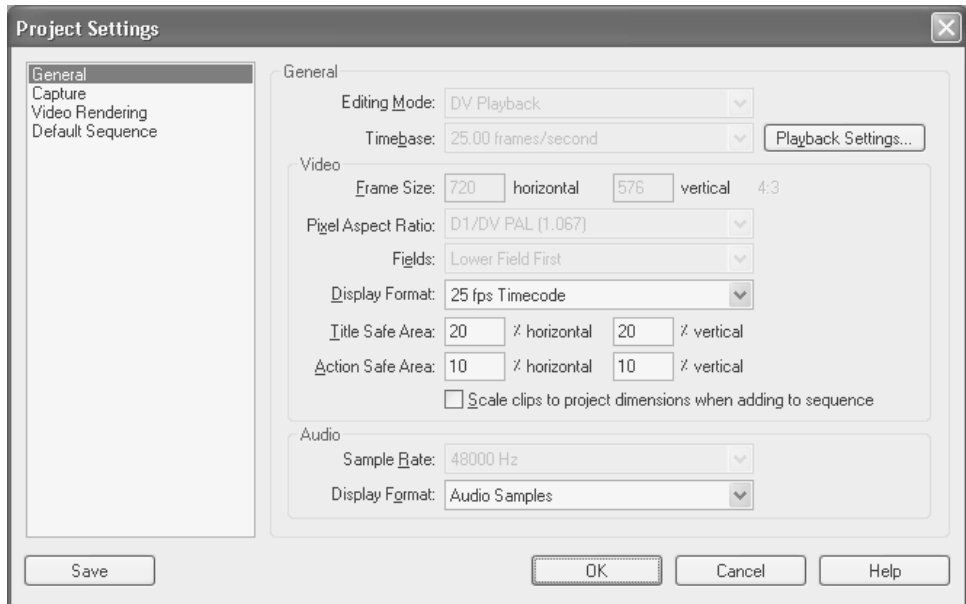 Project Settings
General
Capture
Video Rendering
Default Sequence
General
Editing Mode: DV Playback
Timebase: 25.00 frames/second Playback Settings...
Video
Frame Size: 720 horizontal 576 vertical 4:3
Pixel Aspect Ratio: D1/DV PAL (1.067)
Fields: Lower Field First
Display Format: 25 fps Timecode
Title Safe Area: 20 % horizontal 20 % vertical
Action Safe Area: 10 % horizontal 10 % vertical
Scale clips to project dimensions when adding to sequence
Audio
Sample Rate: 48000 Hz
Display Format: Audio Samples
Save OK Cancel Help